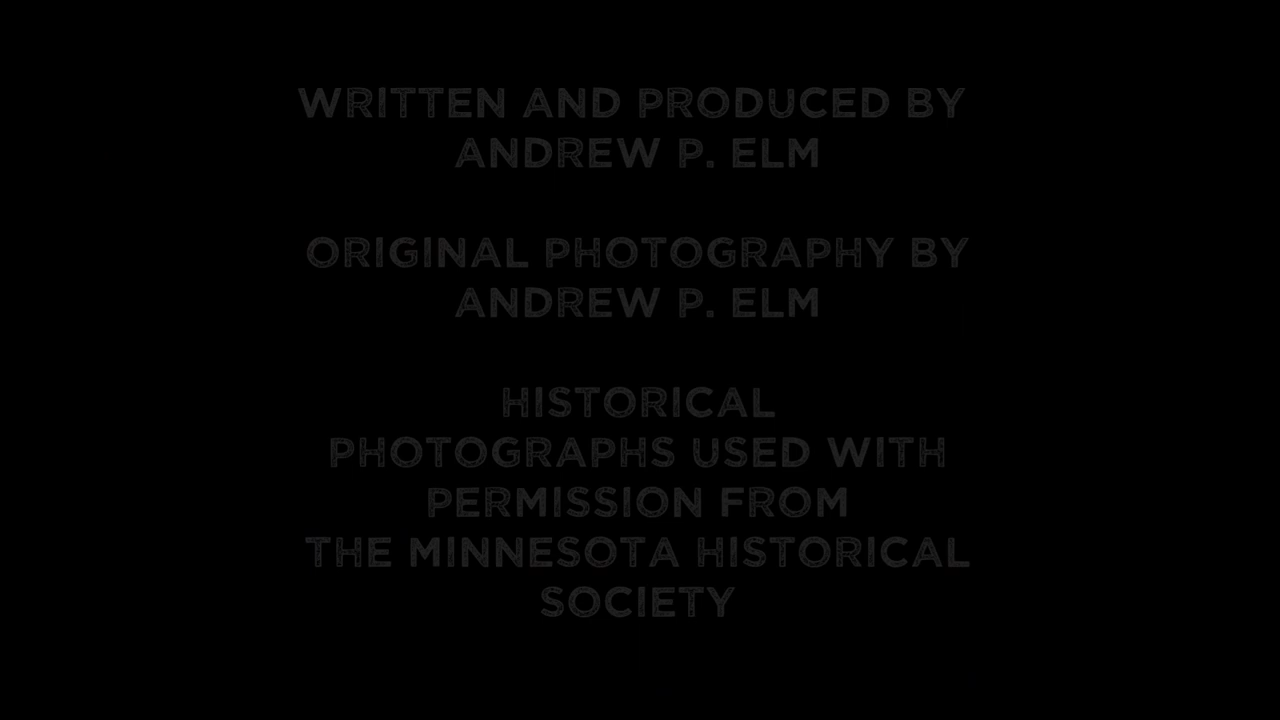 WRITTEN AND PRODUCED BY
ANDREW P. ELM
ORIGINAL PHOTOGRAPHY BY
ANDREW P. ELM
HISTORICAL
PHOTOGRAPHS USED WITH
PERMISSION FROM
THE MINNESOTA HISTORICAL
SOCIETY